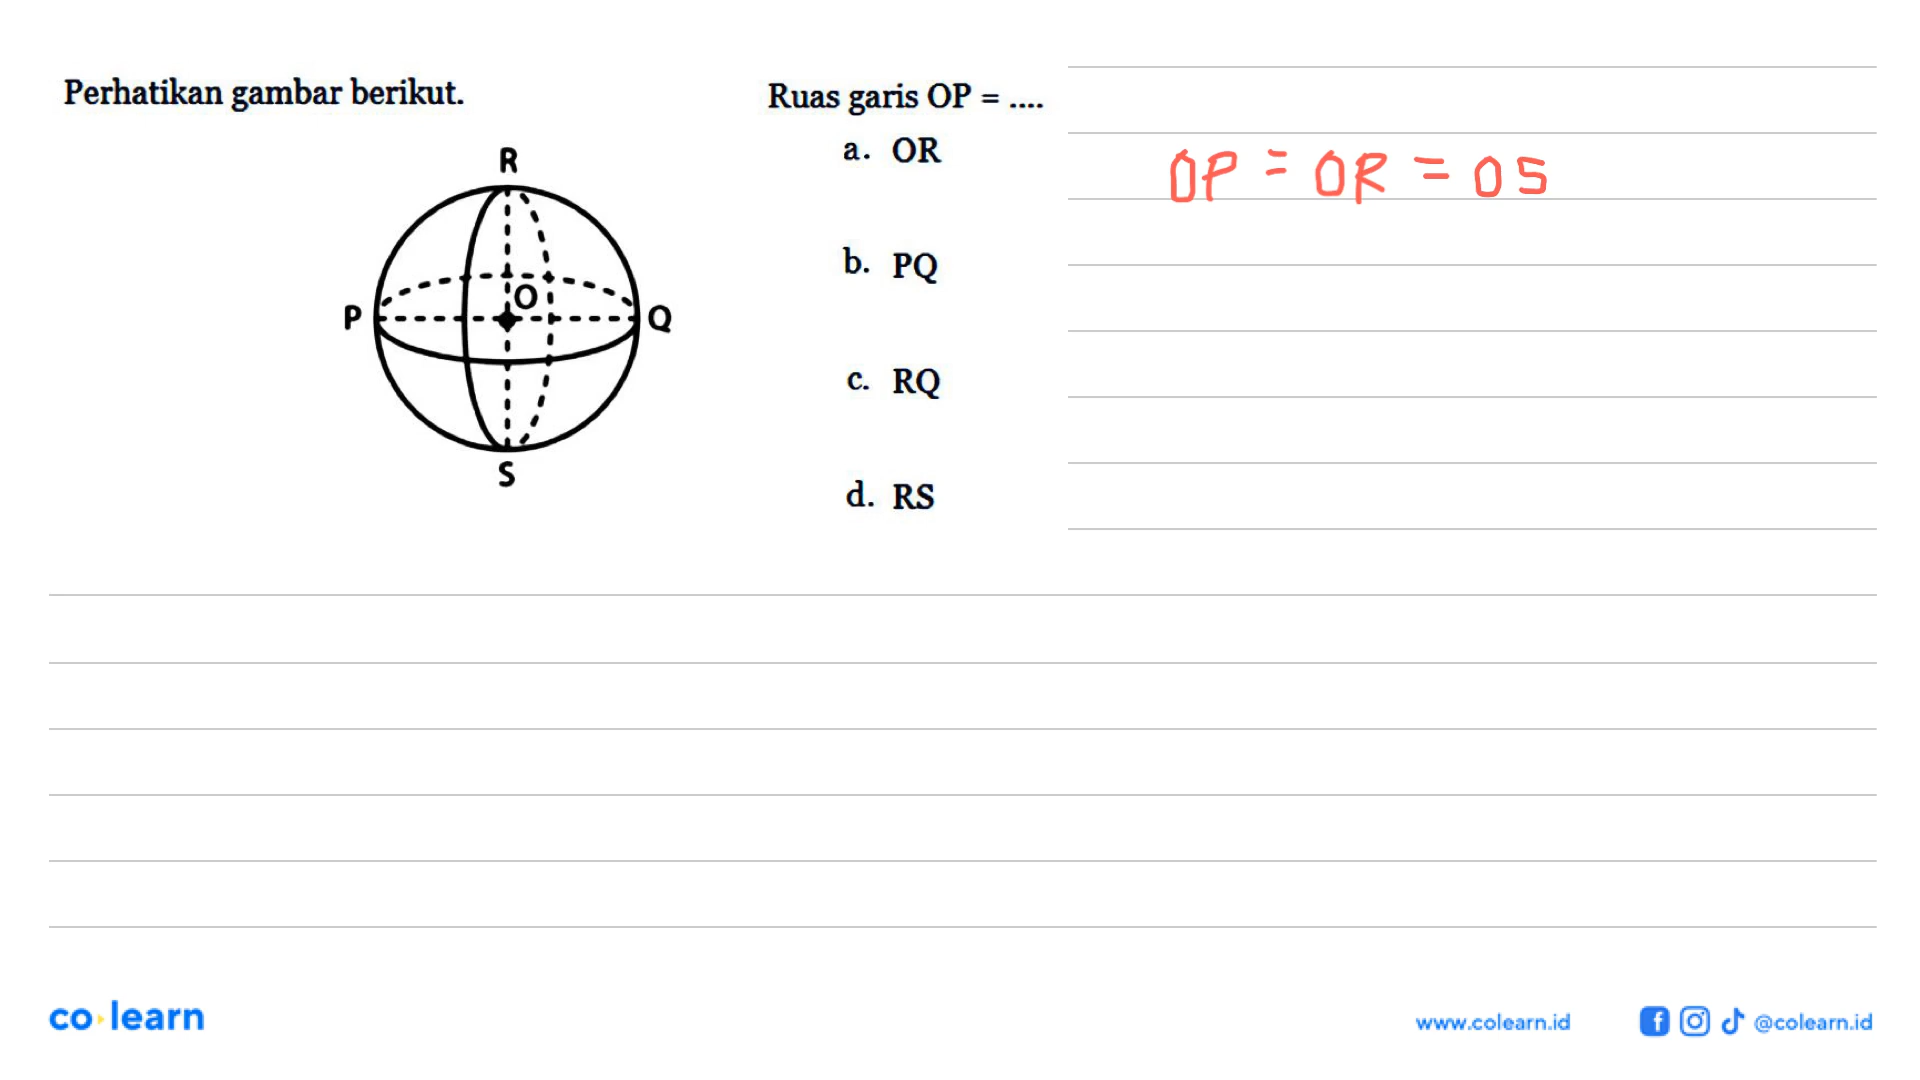 Perhatikan gambar berikut.
R
P
O
Q
S
Ruas garis OP = ....
a. OR
b. PQ
c. RQ
d. RS
OP = OR = OS
co learn
www.colearn.id
@colearn.id